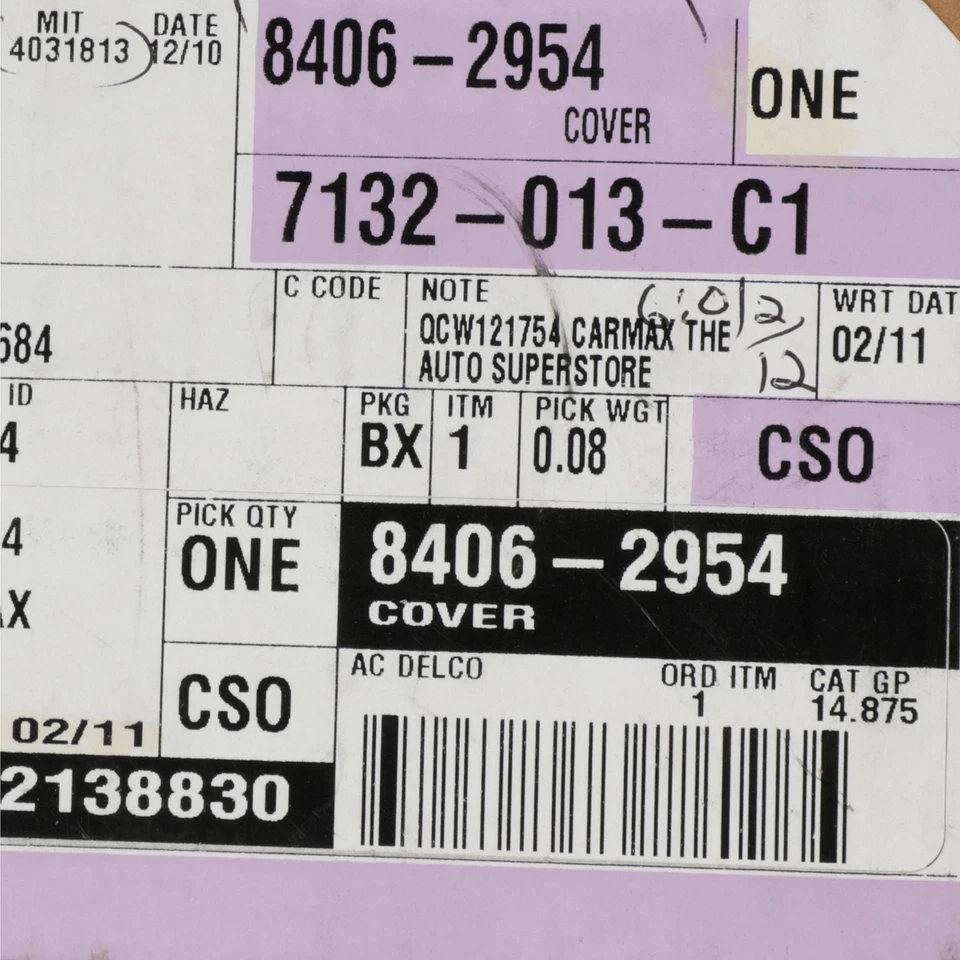 MIT DATE
4031813 12/10
8406-2954
COVER
ONE
7132-013-C1
C CODE
NOTE
QCW121754 CARMAX THE
AUTO SUPERSTORE
2/
12
WRT DAT
02/11
684
ID
4
HAZ
PKG
BX
ITM
1
PICK WGT
0.08
CSO
4
AX
PICK QTY
ONE
8406-2954
COVER
CSO
AC DELCO
ORD ITM
1
CAT GP
14.875
02/11
2138830